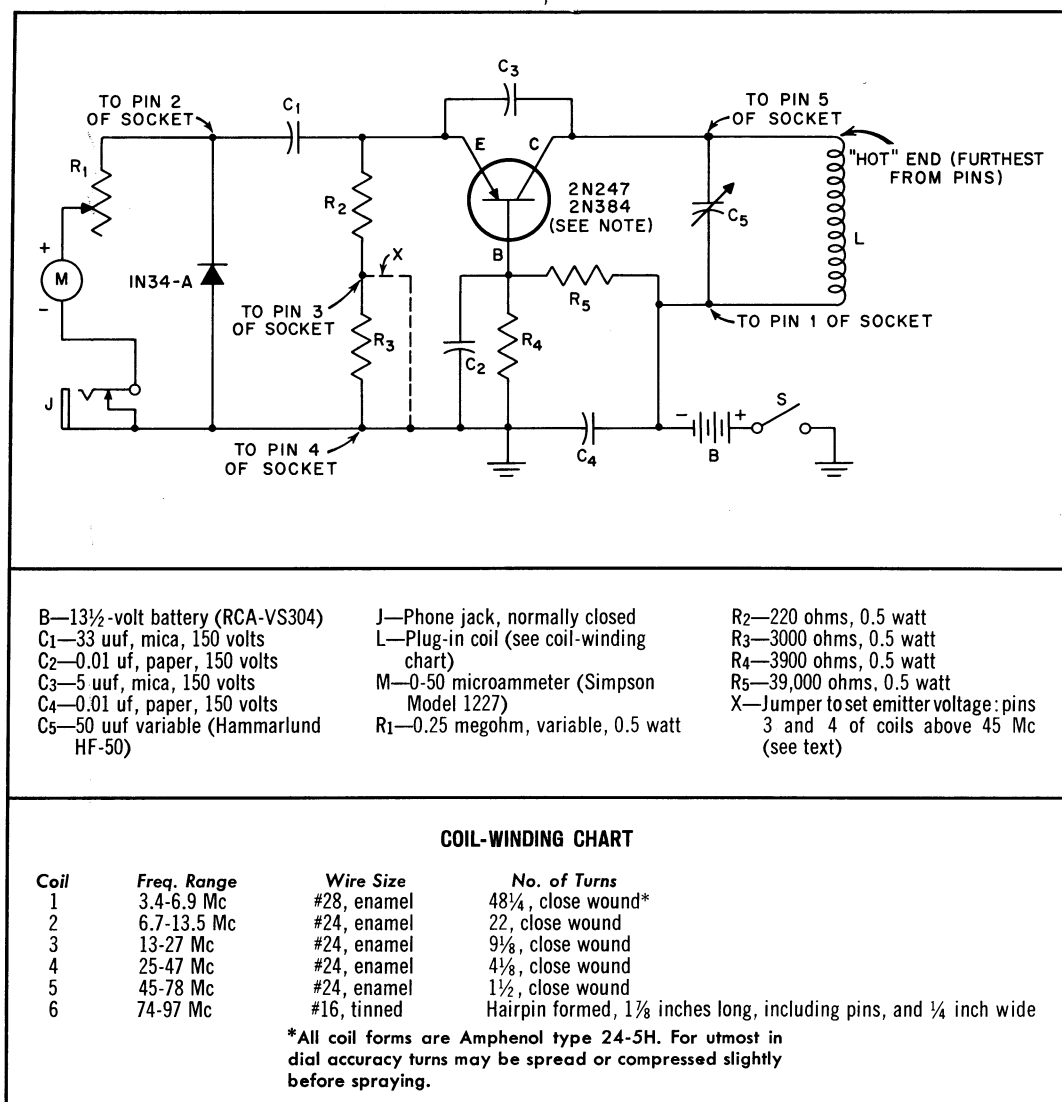 C3
TO PIN 2
OF SOCKET
C1
TO PIN 5
OF SOCKET
R1
E
C
"HOT" END (FURTHEST
FROM PINS)
R2
2N247
2N384
(SEE NOTE)
C5
+
M
-
IN34-A
X
B
L
TO PIN 3
OF SOCKET
R5
TO PIN 1 OF SOCKET
R3
C2
R4
J
S
- +
TO PIN 4
OF SOCKET
C4
B
B—13½-volt battery (RCA-VS304)
C1—33 uuf, mica, 150 volts
C2—0.01 uf, paper, 150 volts
C3—5 uuf, mica, 150 volts
C4—0.01 uf, paper, 150 volts
C5—50 uuf variable (Hammarlund
HF-50)
J—Phone jack, normally closed
L—Plug-in coil (see coil-winding
chart)
M—0-50 microammeter (Simpson
Model 1227)
R1—0.25 megohm, variable, 0.5 watt
R2—220 ohms, 0.5 watt
R3—3000 ohms, 0.5 watt
R4—3900 ohms, 0.5 watt
R5—39,000 ohms, 0.5 watt
X—Jumper to set emitter voltage: pins
3 and 4 of coils above 45 Mc
(see text)
COIL-WINDING CHART
Coil Freq. Range Wire Size No. of Turns
1 3.4-6.9 Mc #28, enamel 48¼, close wound*
2 6.7-13.5 Mc #24, enamel 22, close wound
3 13-27 Mc #24, enamel 9⅛, close wound
4 25-47 Mc #24, enamel 4⅛, close wound
5 45-78 Mc #24, enamel 1½, close wound
6 74-97 Mc #16, tinned Hairpin formed, 1⅞ inches long, including pins, and ¼ inch wide
*All coil forms are Amphenol type 24-5H. For utmost in
dial accuracy turns may be spread or compressed slightly
before spraying.